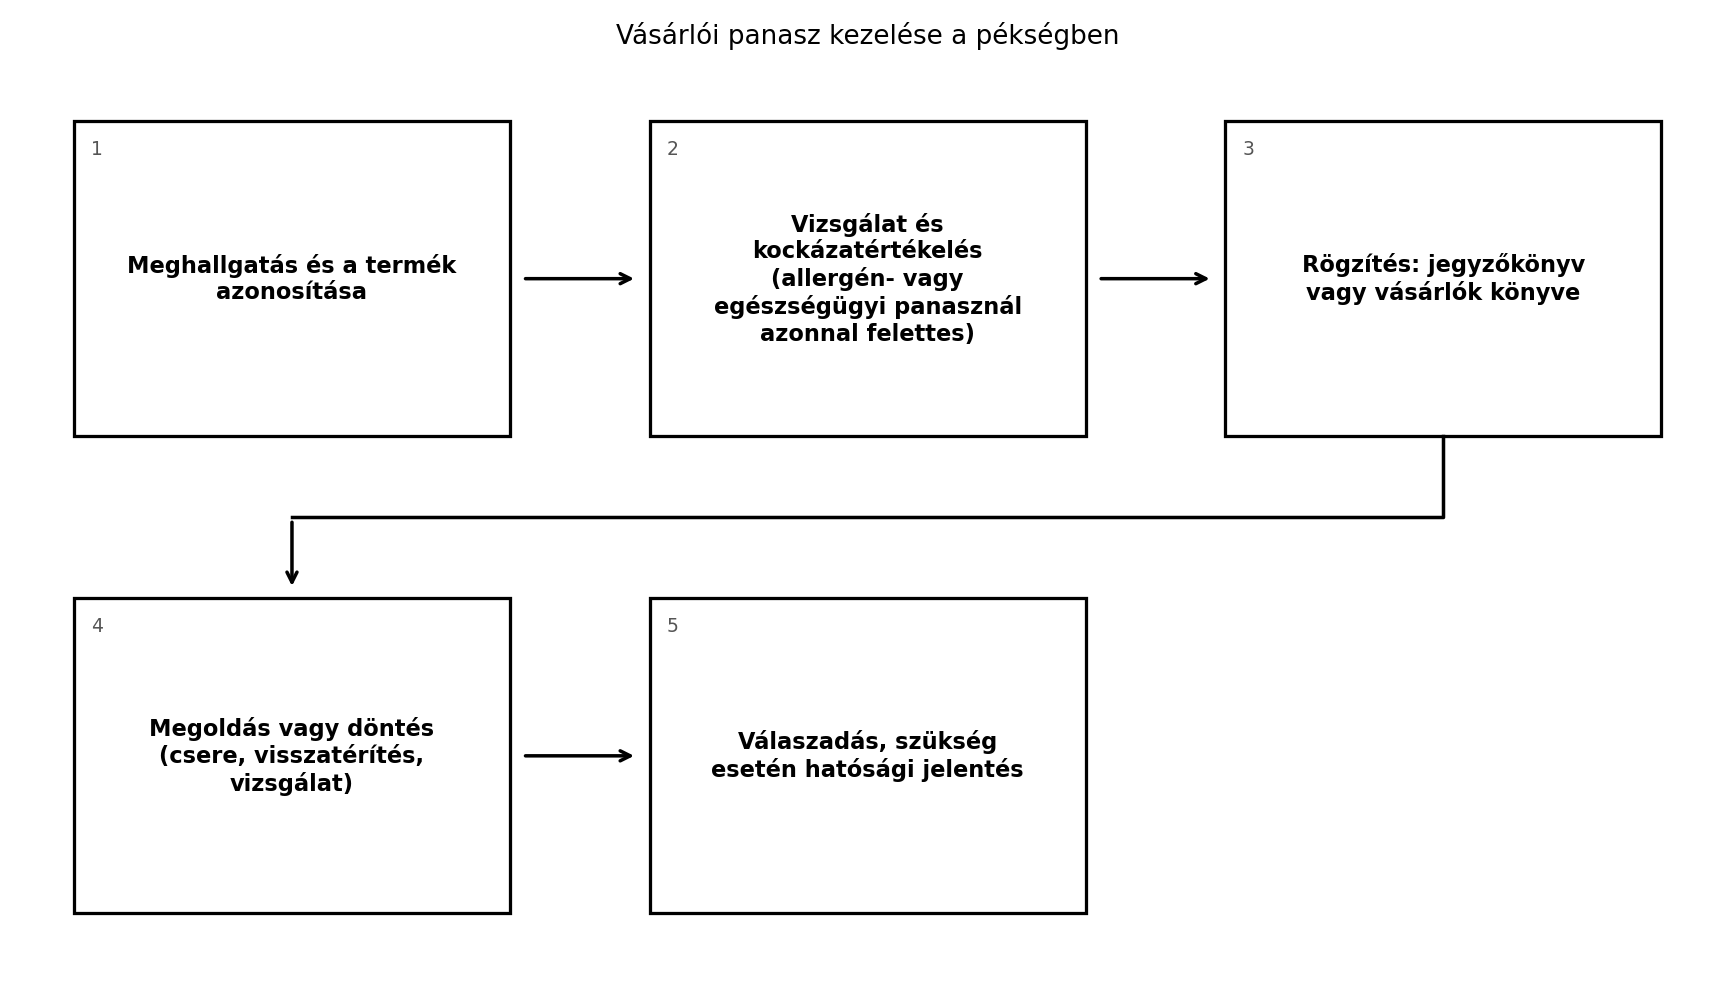 Vásárlói panasz kezelése a pékségben
1
Meghallgatás és a termék
azonosítása
2
Vizsgálat és
kockázatértékelés
(allergén- vagy
egészségügyi panasznál
azonnal felettes)
3
Rögzítés: jegyzőkönyv
vagy vásárlók könyve
4
Megoldás vagy döntés
(csere, visszatérítés,
vizsgálat)
5
Válaszadás, szükség
esetén hatósági jelentés